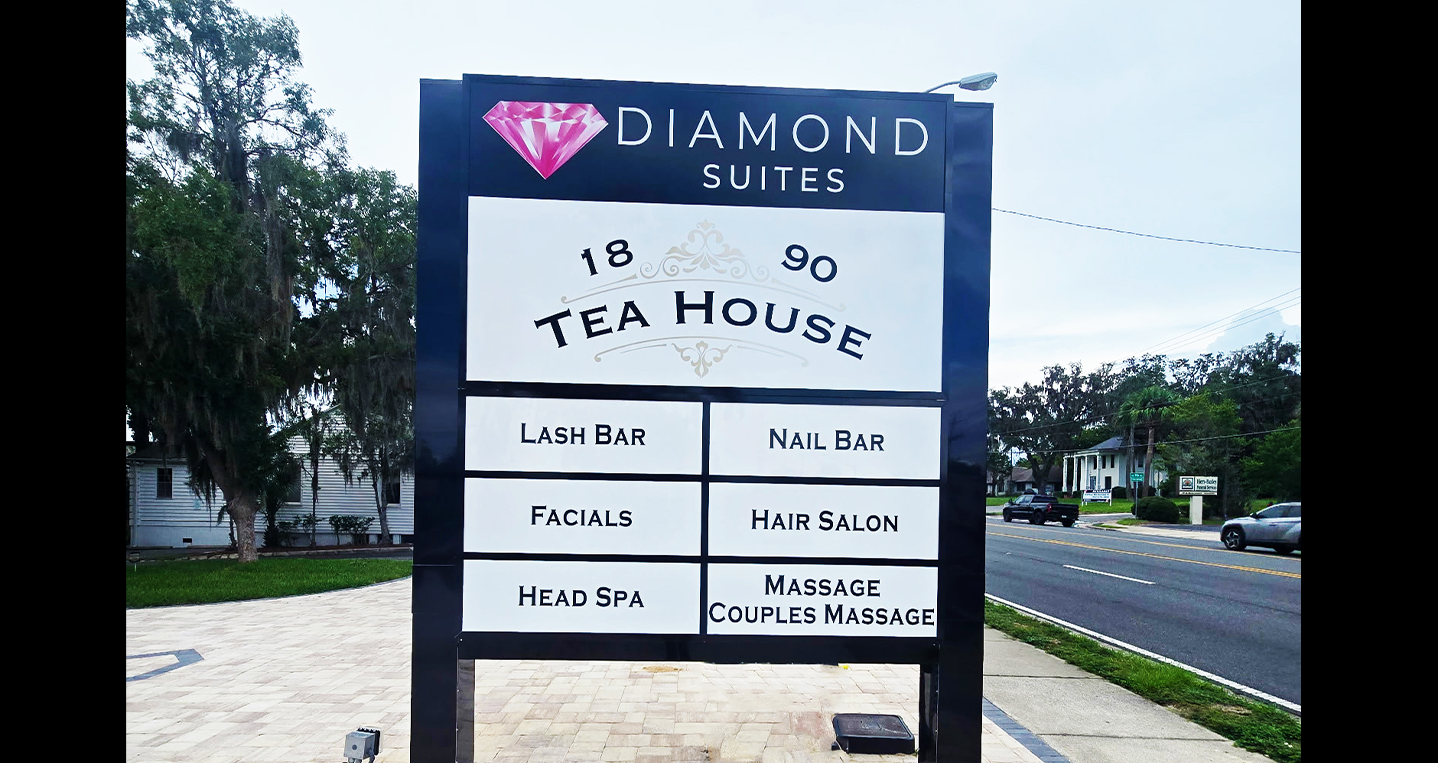 DIAMOND
SUITES
18 90
TEA HOUSE
LASH BAR
NAIL BAR
FACIALS
HAIR SALON
HEAD SPA
MASSAGE
COUPLES MASSAGE